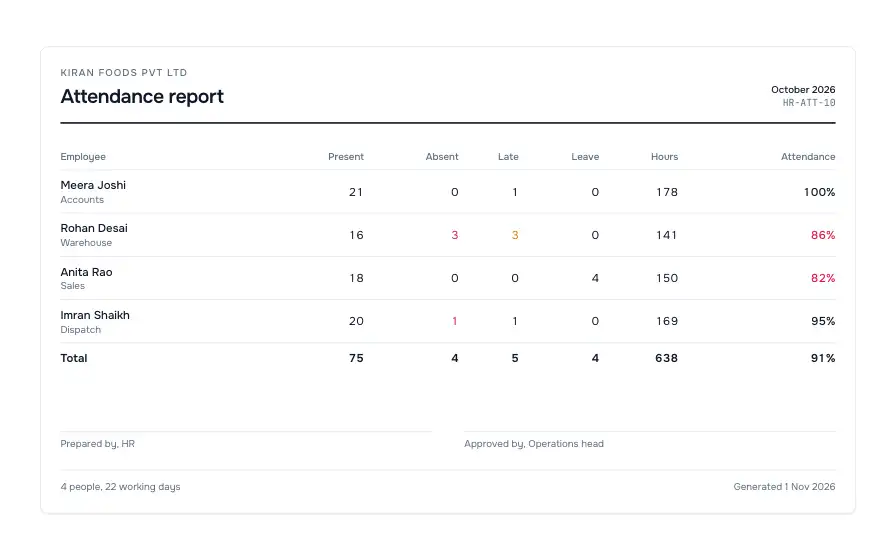 KIRAN FOODS PVT LTD
Attendance report
October 2026
HR-ATT-10
Employee Present Absent Late Leave Hours Attendance
Meera Joshi
Accounts
21 0 1 0 178 100%
Rohan Desai
Warehouse
16 3 3 0 141 86%
Anita Rao
Sales
18 0 0 4 150 82%
Imran Shaikh
Dispatch
20 1 1 0 169 95%
Total 75 4 5 4 638 91%
Prepared by, HR
Approved by, Operations head
4 people, 22 working days
Generated 1 Nov 2026